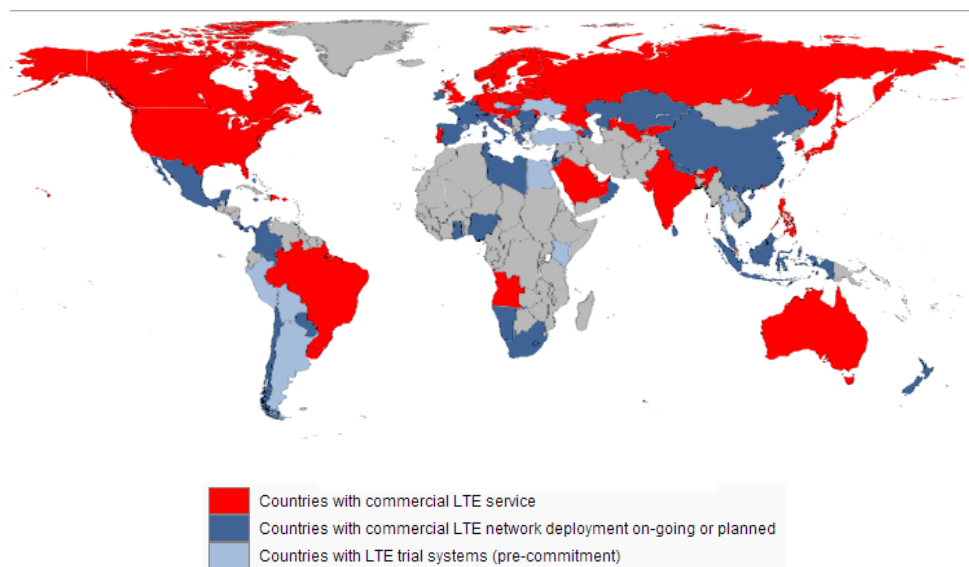 Countries with commercial LTE service
Countries with commercial LTE network deployment on-going or planned
Countries with LTE trial systems (pre-commitment)